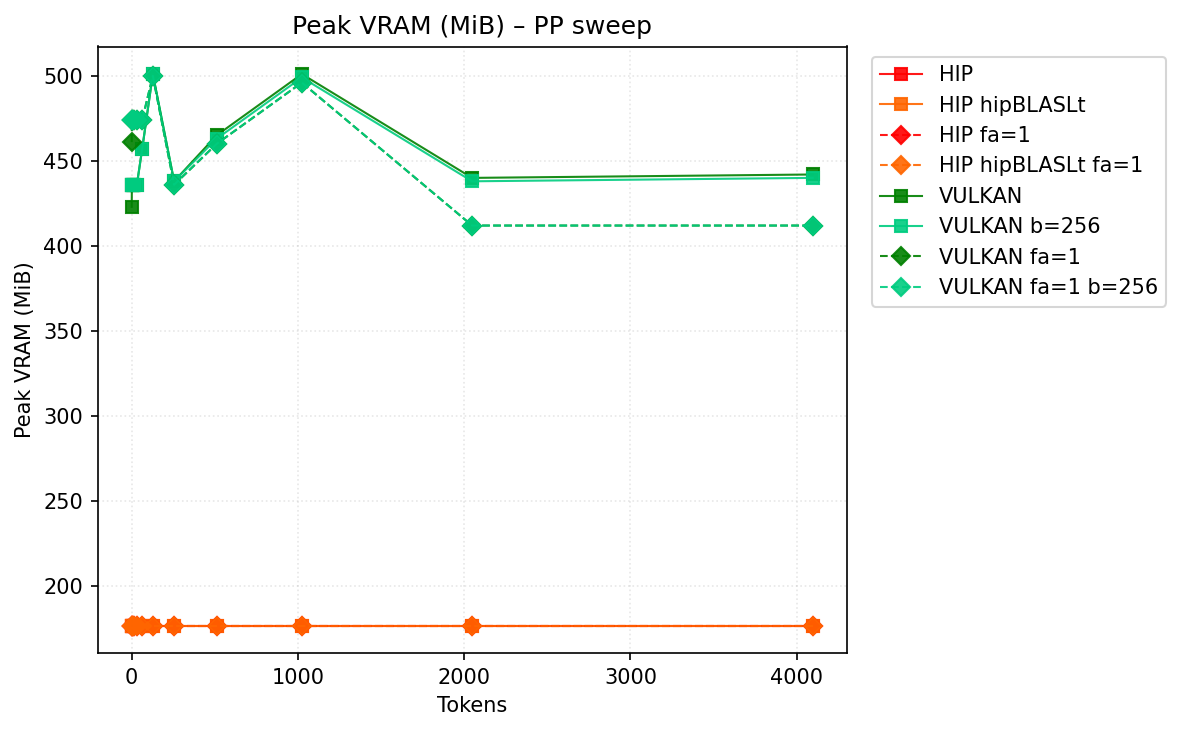 Peak VRAM (MiB) – PP sweep
Peak VRAM (MiB)
500
450
400
350
300
250
200
0
1000
2000
3000
4000
Tokens
HIP
HIP hipBLASLt
HIP fa=1
HIP hipBLASLt fa=1
VULKAN
VULKAN b=256
VULKAN fa=1
VULKAN fa=1 b=256